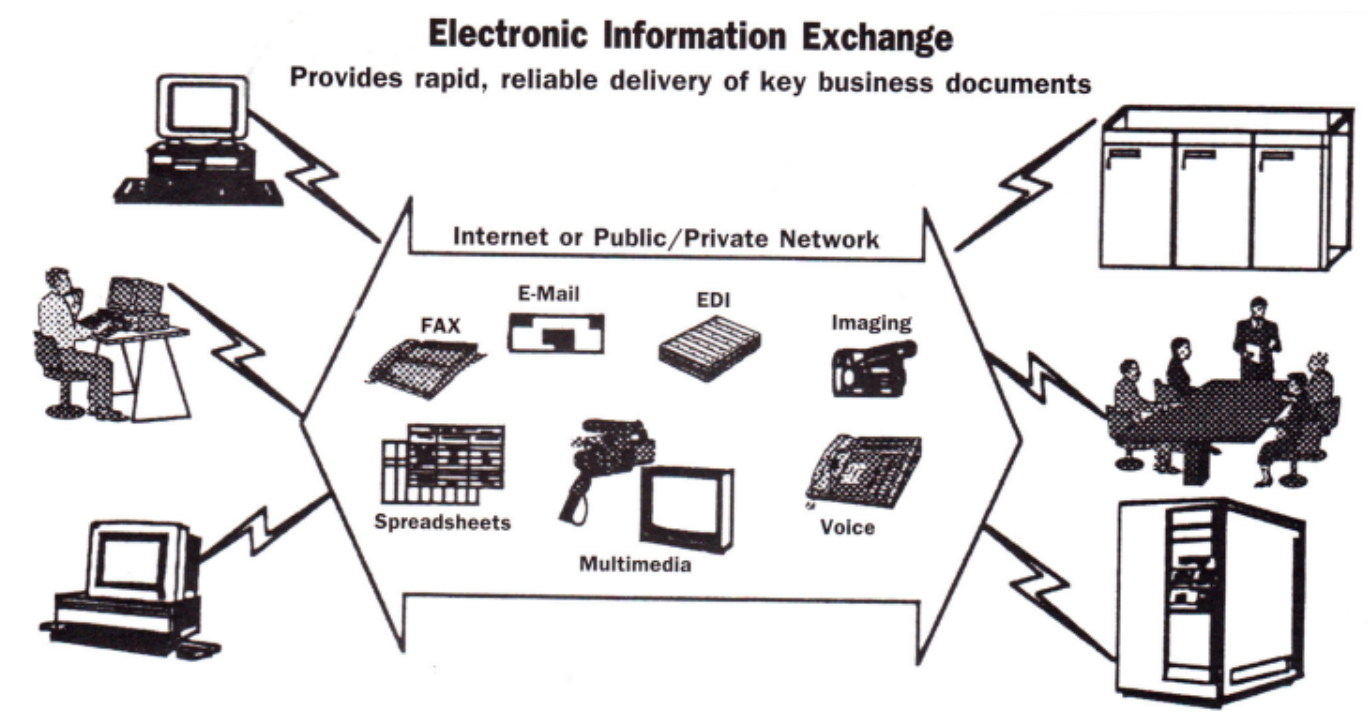 Electronic Information Exchange
Provides rapid, reliable delivery of key business documents
Internet or Public/Private Network
E-Mail
EDI
FAX
Imaging
Spreadsheets
Voice
Multimedia